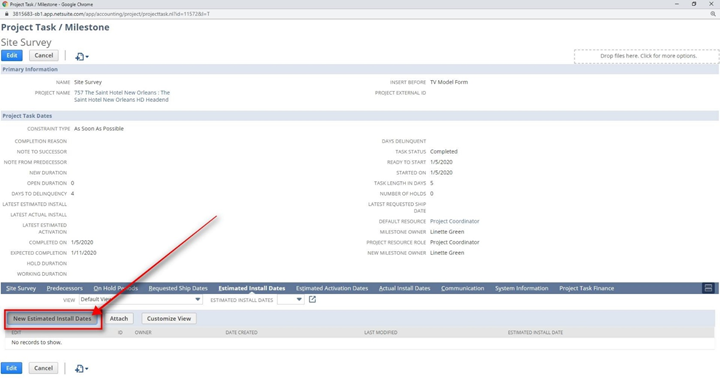 Project Task / Milestone - Google Chrome
3815683-sb1.app.netsuite.com/app/accounting/project/projecttask.nl?id=11572&l=T
Project Task / Milestone
Site Survey
Edit Cancel
Drop files here. Click for more options.
Primary Information
NAME Site Survey
INSERT BEFORE TV Model Form
PROJECT NAME 757 The Saint Hotel New Orleans : The
Saint Hotel New Orleans HD Headend
PROJECT EXTERNAL ID
Project Task Dates
CONSTRAINT TYPE As Soon As Possible
COMPLETION REASON
DAYS DELINQUENT
NOTE TO SUCCESSOR
TASK STATUS Completed
NOTE FROM PREDECESSOR
READY TO START 1/5/2020
NEW DURATION
STARTED ON 1/5/2020
OPEN DURATION 0
TASK LENGTH IN DAYS 5
DAYS TO DELINQUENCY 4
NUMBER OF HOLDS 0
LATEST ESTIMATED INSTALL
LATEST REQUESTED SHIP
DATE
LATEST ACTUAL INSTALL
LATEST ESTIMATED
ACTIVATION
DEFAULT RESOURCE Project Coordinator
MILESTONE OWNER Linette Green
COMPLETED ON 1/5/2020
PROJECT RESOURCE ROLE Project Coordinator
EXPECTED COMPLETION 1/11/2020
NEW MILESTONE OWNER Linette Green
HOLD DURATION
WORKING DURATION
Site Survey Predecessors On Hold Periods Requested Ship Dates Estimated Install Dates Estimated Activation Dates Actual Install Dates Communication System Information Project Task Finance
VIEW Default View ESTIMATED INSTALL DATES
New Estimated Install Dates Attach Customize View
EDIT ID OWNER DATE CREATED LAST MODIFIED ESTIMATED INSTALL DATE
No records to show.
Edit Cancel